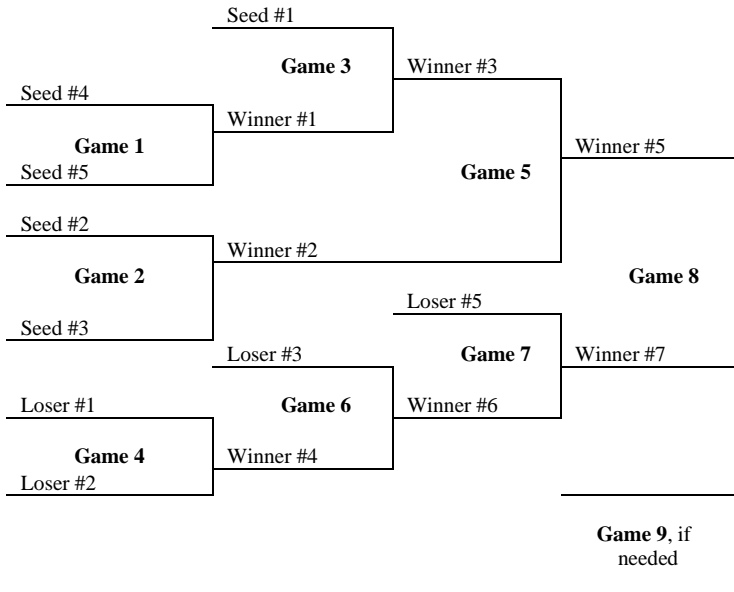 Seed #1
Game 3
Winner #3
Seed #4
Winner #1
Game 1
Winner #5
Seed #5
Game 5
Seed #2
Winner #2
Game 2
Game 8
Loser #5
Seed #3
Loser #3
Game 7
Winner #7
Loser #1
Game 6
Winner #6
Game 4
Winner #4
Loser #2
Game 9, if
needed